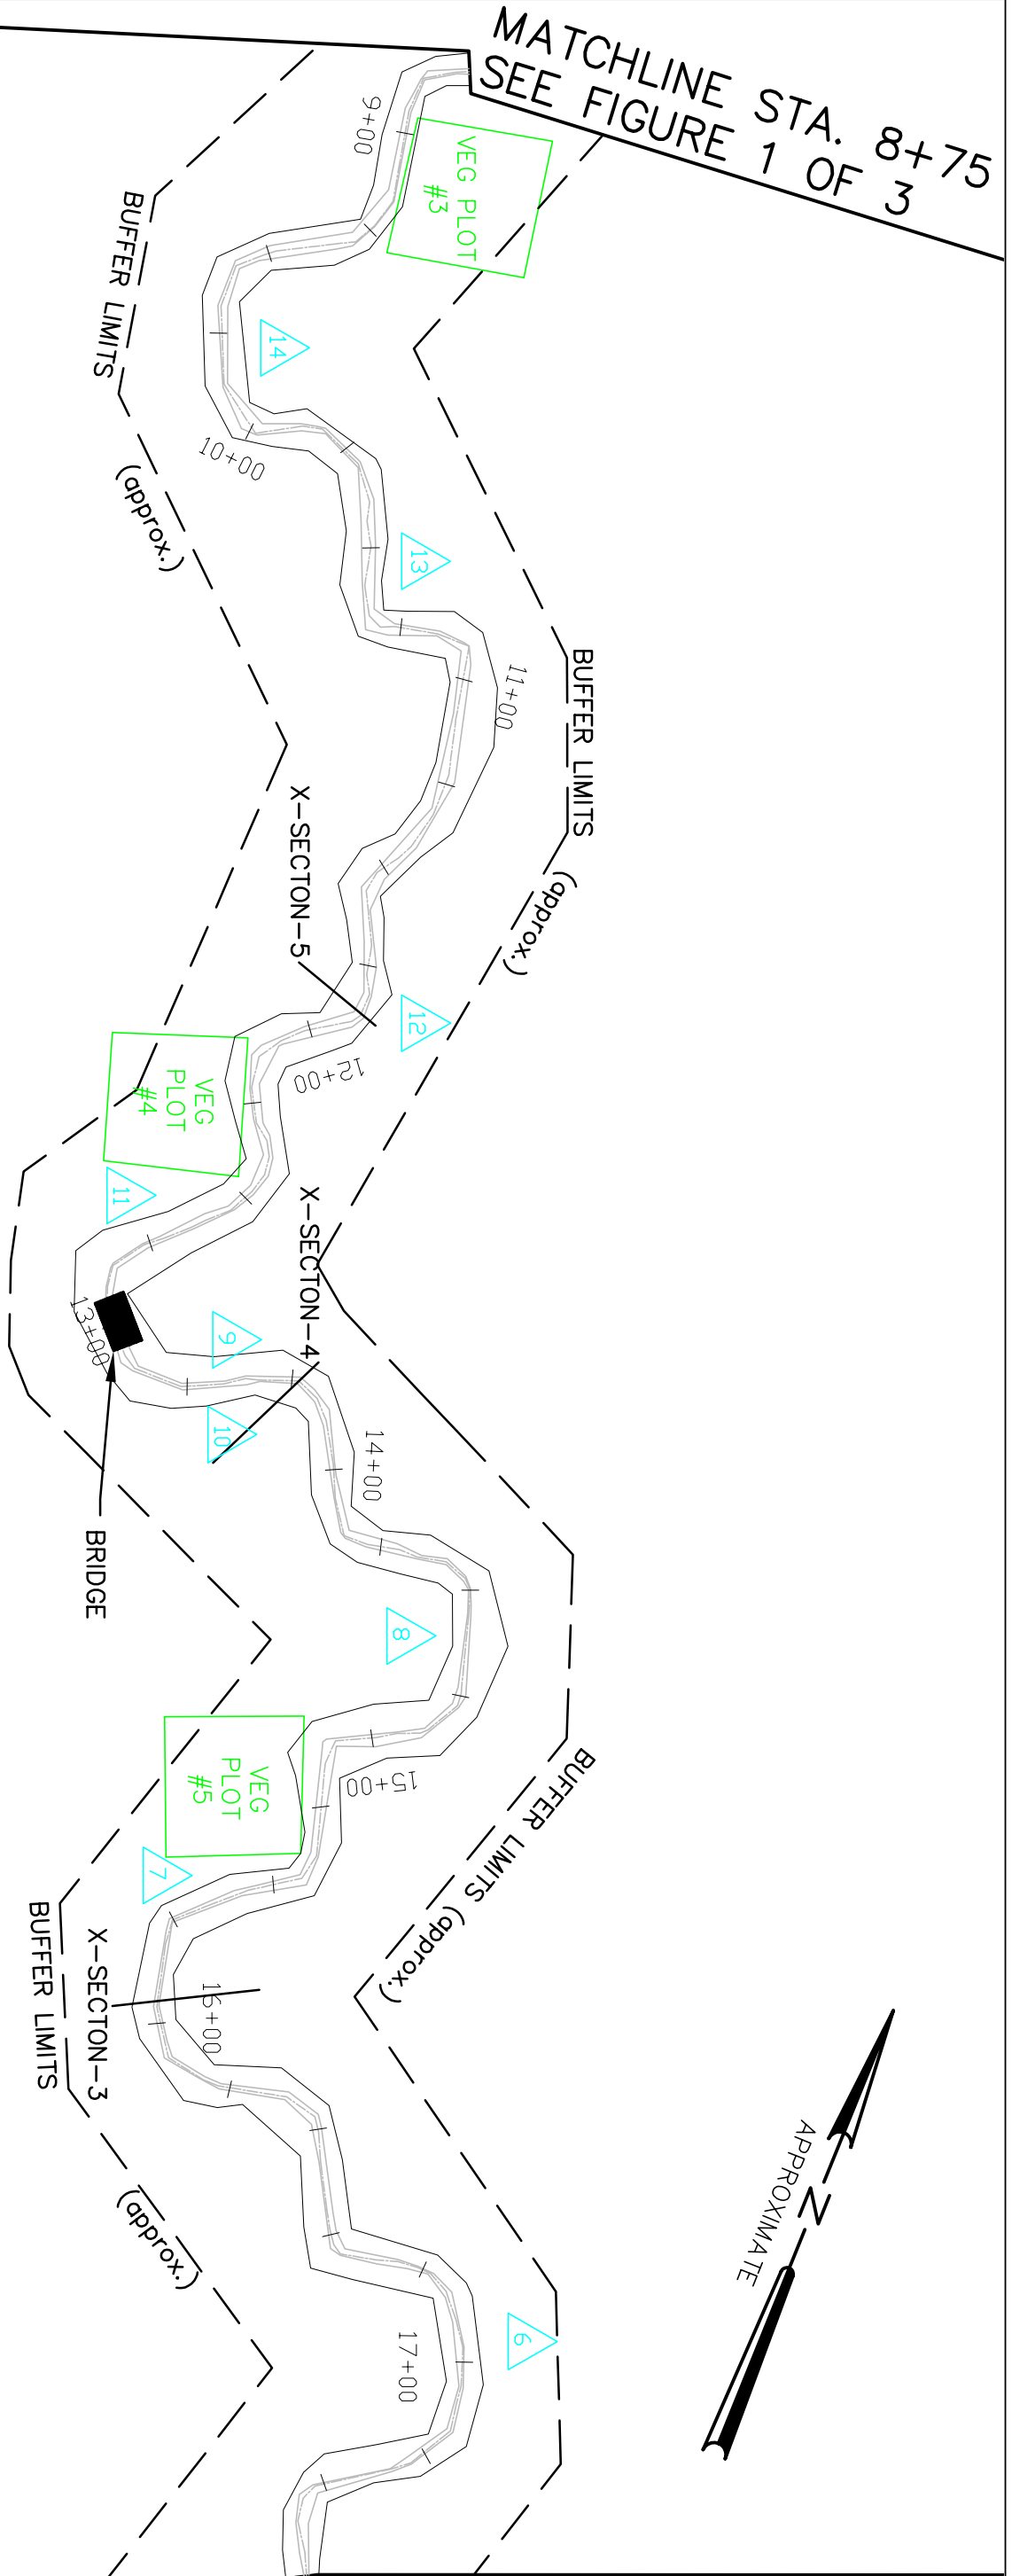 MATCHLINE STA. 8+75
SEE FIGURE 1 OF 3
9+00
VEG PLOT
#3
BUFFER LIMITS
(approx.)
14
10+00
13
11+00
BUFFER LIMITS
(approx.)
X-SECTON-5
12
12+00
VEG
PLOT
#4
11
X-SECTON-4
13+00
9
10
BRIDGE
14+00
8
15+00
VEG
PLOT
#5
BUFFER LIMITS (approx.)
7
X-SECTON-3
BUFFER LIMITS
(approx.)
16+00
N
APPROXIMATE
6
17+00